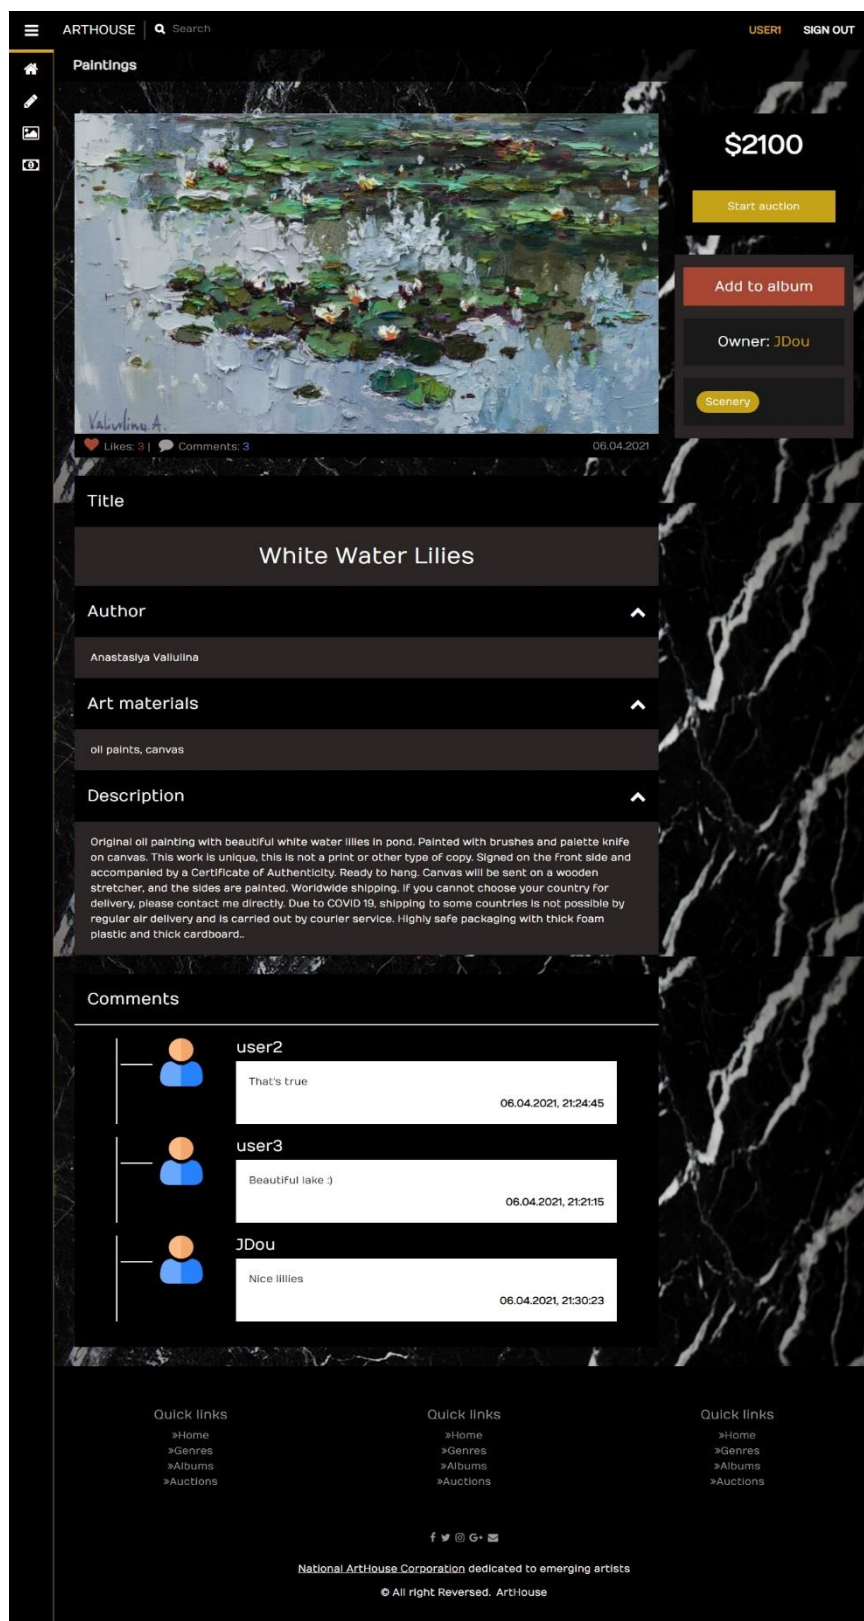 ARTHOUSE Search USER1 SIGN OUT
Paintings
$2100
Start auction
Add to album
Owner: JDou
Scenery
Valiulina.A.
Likes: 3 | Comments: 3 06.04.2021
Title
White Water Lilies
Author
Anastasiya Valiulina
Art materials
oil paints, canvas
Description
Original oil painting with beautiful white water lilies in pond. Painted with brushes and palette knife
on canvas. This work is unique, this is not a print or other type of copy. Signed on the front side and
accompanied by a Certificate of Authenticity. Ready to hang. Canvas will be sent on a wooden
stretcher, and the sides are painted. Worldwide shipping. If you cannot choose your country for
delivery, please contact me directly. Due to COVID 19, shipping to some countries is not possible by
regular air delivery and is carried out by courier service. Highly safe packaging with thick foam
plastic and thick cardboard..
Comments
user2
That's true
06.04.2021, 21:24:45
user3
Beautiful lake :)
06.04.2021, 21:21:15
JDou
Nice lillies
06.04.2021, 21:30:23
Quick links Quick links Quick links
»Home »Home »Home
»Genres »Genres »Genres
»Albums »Albums »Albums
»Auctions »Auctions »Auctions
National ArtHouse Corporation dedicated to emerging artists
© All right Reversed. ArtHouse